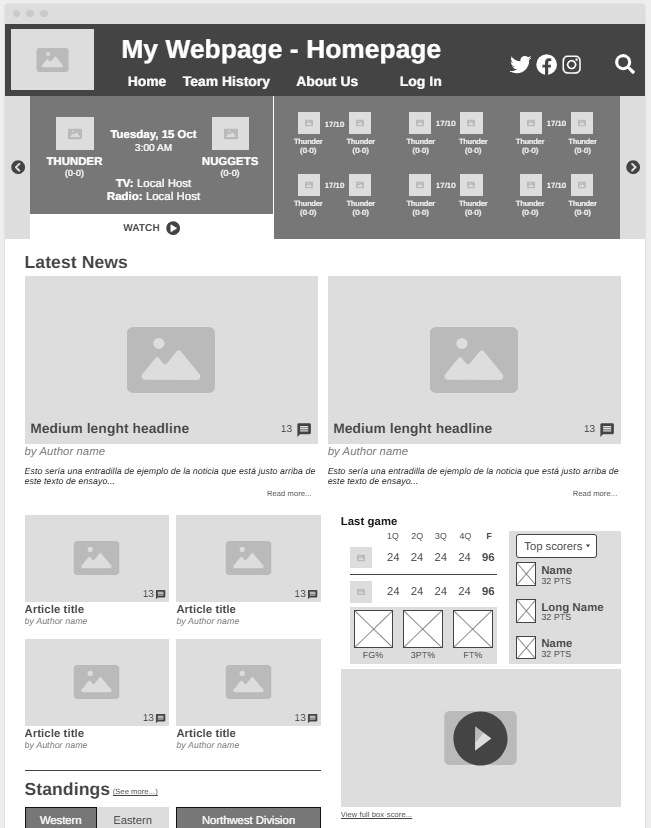 My Webpage - Homepage
Home Team History About Us Log In
Tuesday, 15 Oct
3:00 AM
THUNDER
(0-0)
NUGGETS
(0-0)
TV: Local Host
Radio: Local Host
WATCH
17/10 17/10 17/10
Thunder Thunder Thunder Thunder Thunder Thunder
(0-0) (0-0) (0-0) (0-0) (0-0) (0-0)
17/10 17/10 17/10
Thunder Thunder Thunder Thunder Thunder Thunder
(0-0) (0-0) (0-0) (0-0) (0-0) (0-0)
Latest News
Medium lenght headline 13
by Author name
Esto sería una entradilla de ejemplo de la noticia que está justo arriba de
este texto de ensayo...
Read more...
Medium lenght headline 13
by Author name
Esto sería una entradilla de ejemplo de la noticia que está justo arriba de
este texto de ensayo...
Read more...
13
Article title
by Author name
13
Article title
by Author name
13
Article title
by Author name
13
Article title
by Author name
Last game
1Q 2Q 3Q 4Q F
24 24 24 24 96
24 24 24 24 96
FG% 3PT% FT%
Top scorers
Name
32 PTS
Long Name
32 PTS
Name
32 PTS
View full box score...
Standings (See more...)
Western Eastern Northwest Division